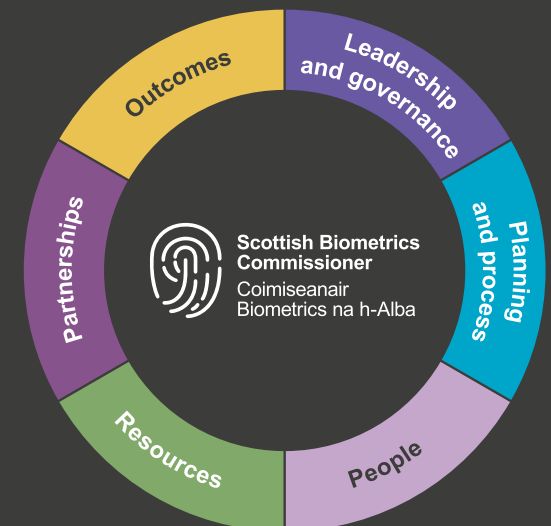 Leadership
and governance
Planning
and process
People
Resources
Partnerships
Outcomes
Scottish Biometrics
Commissioner
Coimiseanair
Biometrics na h-Alba